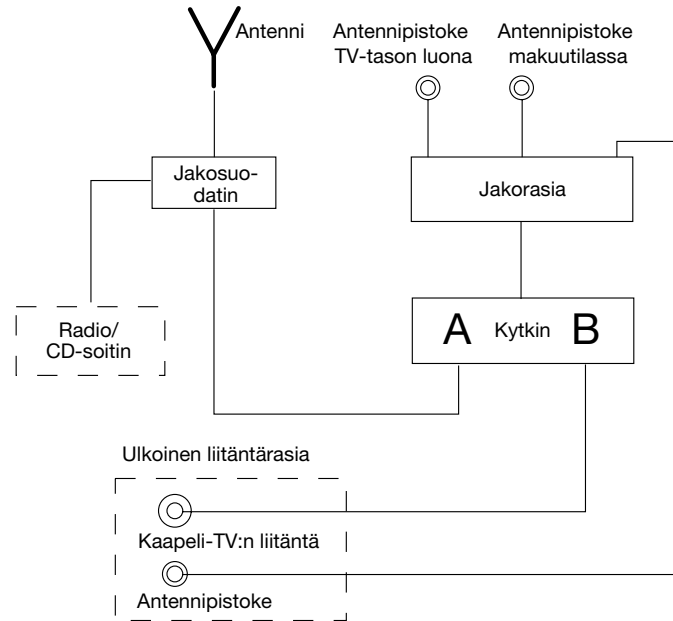 Antenni
Antennipistoke
TV-tason luona
Antennipistoke
makuutilassa
Jakosuo-
datin
Jakorasia
Radio/
CD-soitin
A Kytkin B
Ulkoinen liitäntärasia
Kaapeli-TV:n liitäntä
Antennipistoke